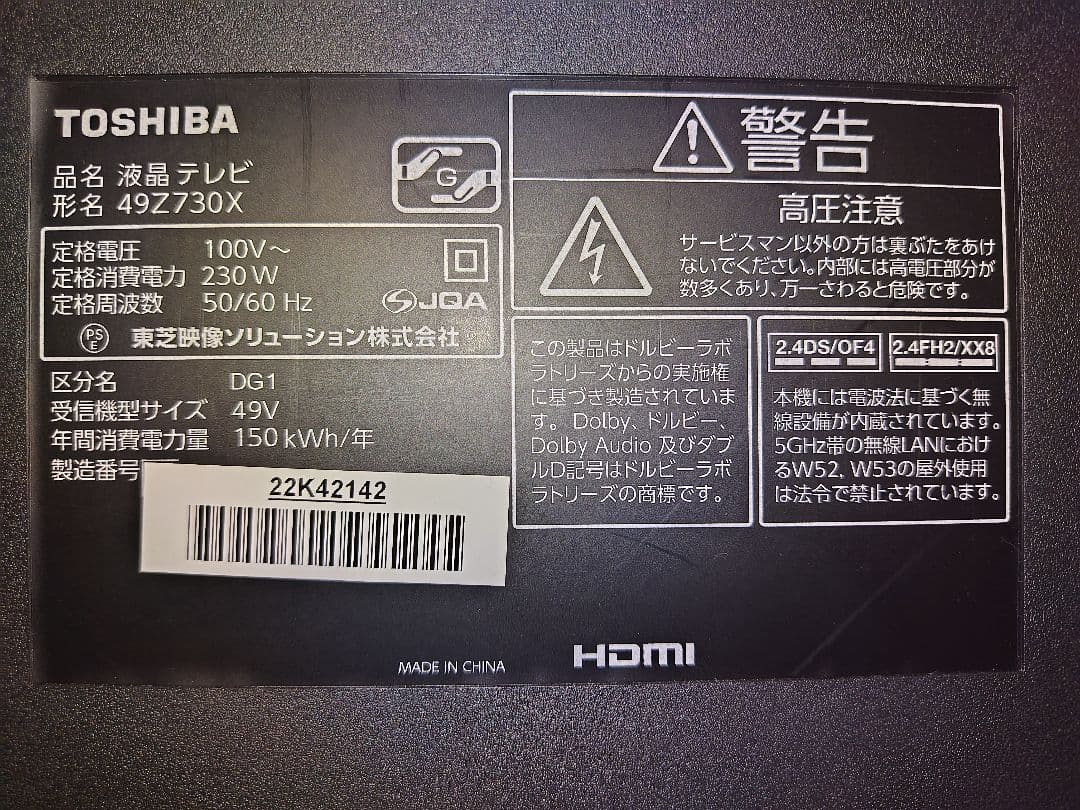 TOSHIBA
品名 液晶テレビ
形名 49Z730X
G
定格電圧 100V～
定格消費電力 230W
定格周波数 50/60 Hz
JQA
PS
E
東芝映像ソリューション株式会社
区分名 DG1
受信機型サイズ 49V
年間消費電力量 150kWh/年
製造番号
22K42142
警告
高圧注意
サービスマン以外の方は裏ぶたをあけ
ないでください。内部には高電圧部分が
数多くあり、万一さわると危険です。
この製品はドルビーラボ
ラトリーズからの実施権
に基づき製造されていま
す。Dolby、ドルビー、
Dolby Audio 及びダブ
ルD記号はドルビーラボ
ラトリーズの商標です。
2.4DS/OF4
2.4FH2/XX8
本機には電波法に基づく無
線設備が内蔵されています。
5GHz帯の無線LANにおけ
るW52, W53の屋外使用
は法令で禁止されています。
MADE IN CHINA
HDMI